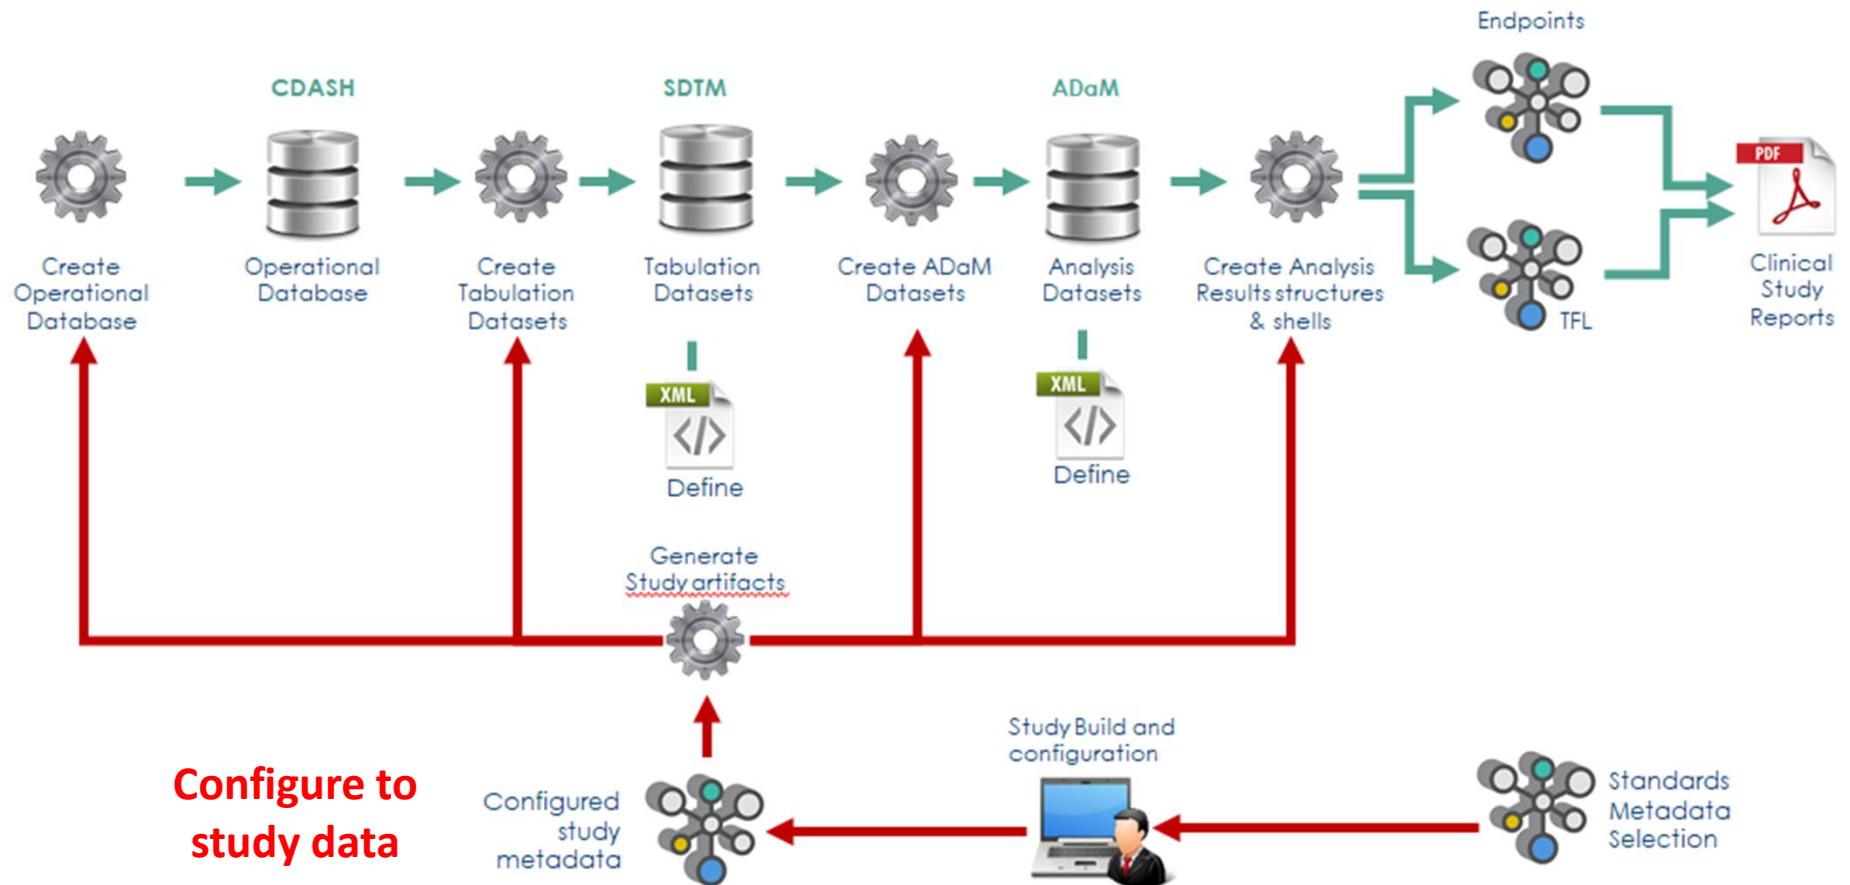 Endpoints
CDASH
SDTM
ADaM
PDF
Create
Operational
Database
Operational
Database
Create
Tabulation
Datasets
Tabulation
Datasets
Create ADaM
Datasets
Analysis
Datasets
Create Analysis
Results structures
& shells
TFL
Clinical
Study
Reports
XML
</>
Define
XML
</>
Define
Generate
Study artifacts
Study Build and
configuration
Configure to
study data
Configured
study
metadata
Standards
Metadata
Selection